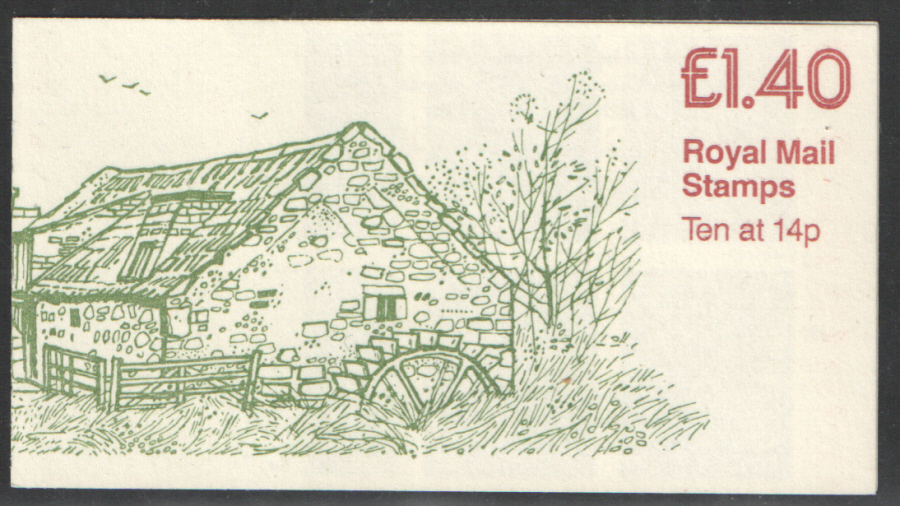 £1.40
Royal Mail
Stamps
Ten at 14p